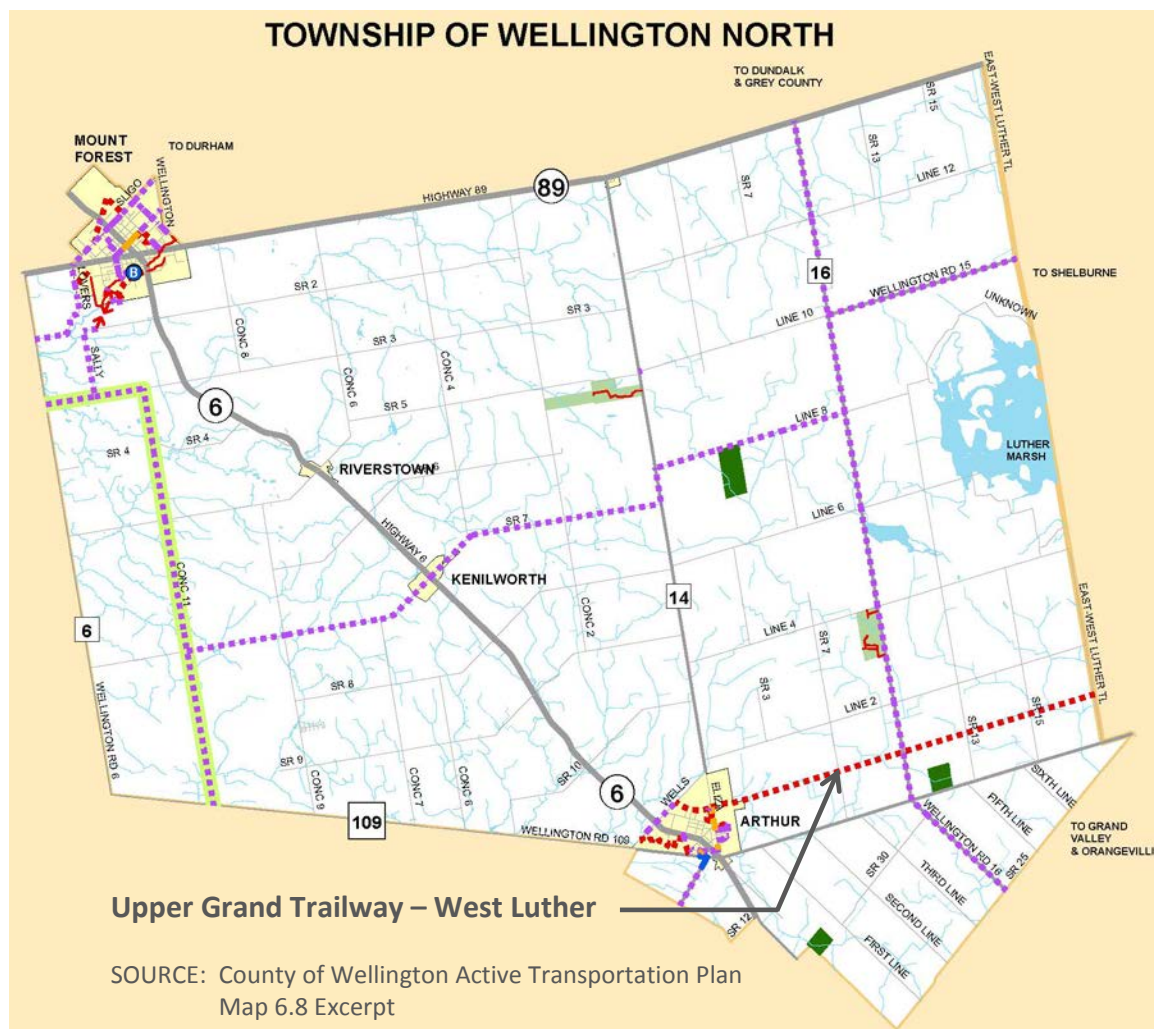 TOWNSHIP OF WELLINGTON NORTH
TO DUNDALK
& GREY COUNTY
EAST-WEST LUTHER TL
SR 15
MOUNT
FOREST
TO DURHAM
WELLINGTON
SLIGO
SR 13
LINE 12
SR 7
HIGHWAY 89
89
B
16
WELLINGTON RD 15
TO SHELBURNE
UNKNOWN
SR 2
SR 3
LINE 10
CONC 8
SR 3
SALLY
CONC 6
CONC 4
6
SR 5
LINE 8
SR 4
SR 4
LUTHER
MARSH
RIVERSTOWN
SR 7
LINE 6
HIGHWAY 6
KENILWORTH
CONC 11
14
CONC 2
6
LINE 4
SR 7
EAST-WEST LUTHER TL
WELLINGTON RD 6
SR 8
SR 3
LINE 2
SR 13
SR 15
SR 9
SR 10
CONC 9
CONC 7
CONC 6
6
WELLS
ELIZA
109
WELLINGTON RD 109
ARTHUR
SIXTH LINE
FIFTH LINE
WELLINGTON RD 16
SR 25
TO GRAND
VALLEY
& ORANGEVILL
SR 30
THIRD LINE
SECOND LINE
FIRST LINE
SR 12
Upper Grand Trailway – West Luther
SOURCE: County of Wellington Active Transportation Plan
Map 6.8 Excerpt